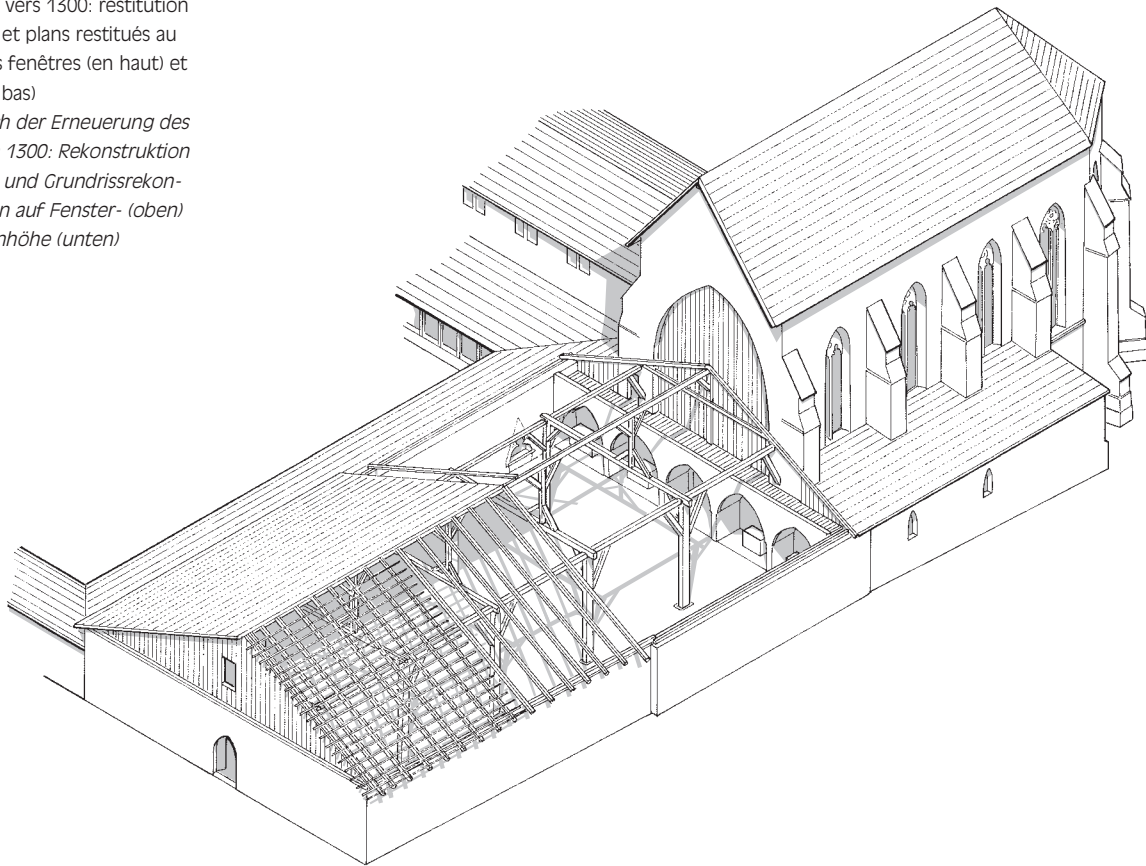 vers 1300: restitution
et plans restitués au
s fenêtres (en haut) et
bas)
h der Erneuerung des
1300: Rekonstruktion
und Grundrissrekon-
n auf Fenster- (oben)
nhöhe (unten)